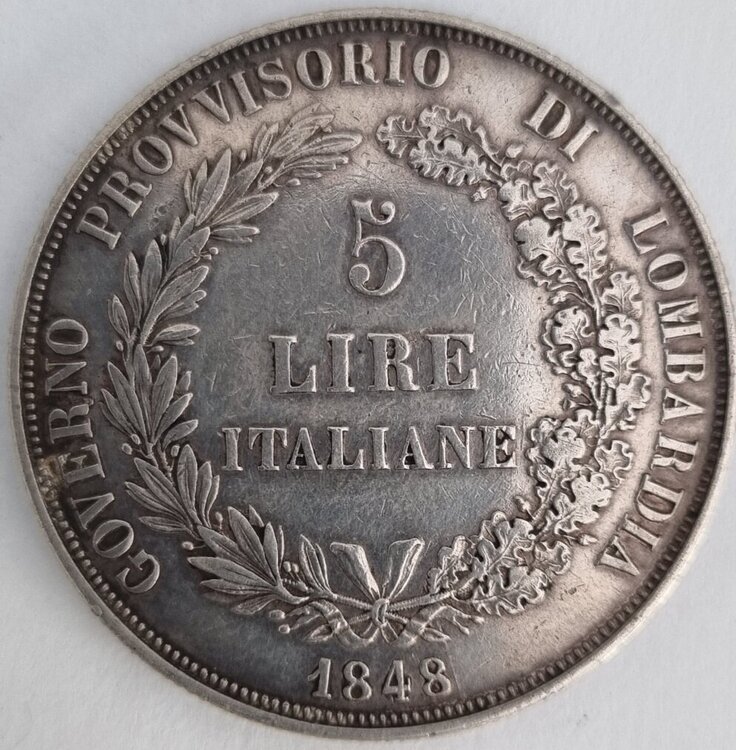 GOVERNO PROVVISORIO DI LOMBARDIA
5
LIRE
ITALIANE
1848